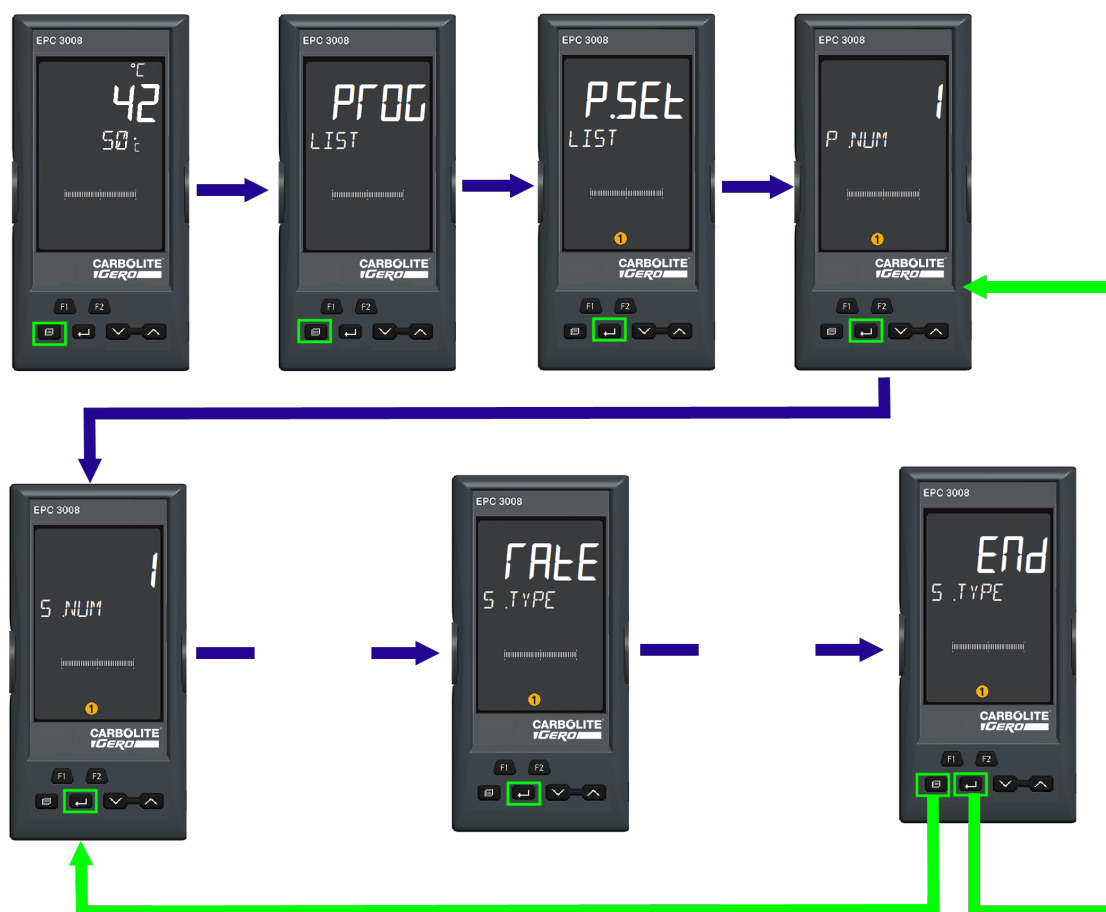 EPC 3008
°C
42
50 °C
CARBOLITE
GERO
F1 F2
EPC 3008
PrOG
LIST
CARBOLITE
GERO
F1 F2
EPC 3008
P.SEt
LIST
1
CARBOLITE
GERO
F1 F2
EPC 3008
1
P.NUM
1
CARBOLITE
GERO
F1 F2
EPC 3008
1
S.NUM
1
CARBOLITE
GERO
F1 F2
EPC 3008
rAtE
S.TYPE
1
CARBOLITE
GERO
F1 F2
EPC 3008
End
S.TYPE
1
CARBOLITE
GERO
F1 F2